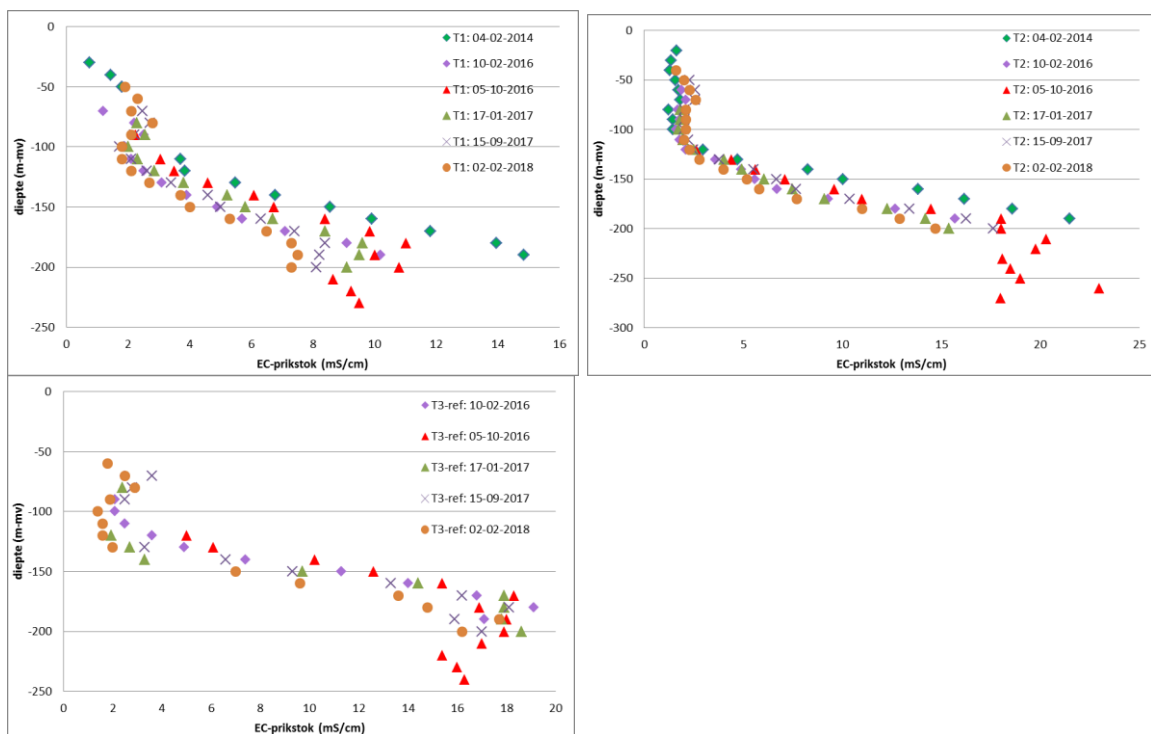 0
-50
-100
-150
-200
-250
diepte (m-mv)
0
2
4
6
8
10
12
14
16
EC-prikstok (mS/cm)
T1: 04-02-2014
T1: 10-02-2016
T1: 05-10-2016
T1: 17-01-2017
T1: 15-09-2017
T1: 02-02-2018
0
-50
-100
-150
-200
-250
-300
diepte (m-mv)
0
5
10
15
20
25
EC-prikstok (mS/cm)
T2: 04-02-2014
T2: 10-02-2016
T2: 05-10-2016
T2: 17-01-2017
T2: 15-09-2017
T2: 02-02-2018
0
-50
-100
-150
-200
-250
diepte (m-mv)
0
2
4
6
8
10
12
14
16
18
20
EC-prikstok (mS/cm)
T3-ref: 10-02-2016
T3-ref: 05-10-2016
T3-ref: 17-01-2017
T3-ref: 15-09-2017
T3-ref: 02-02-2018